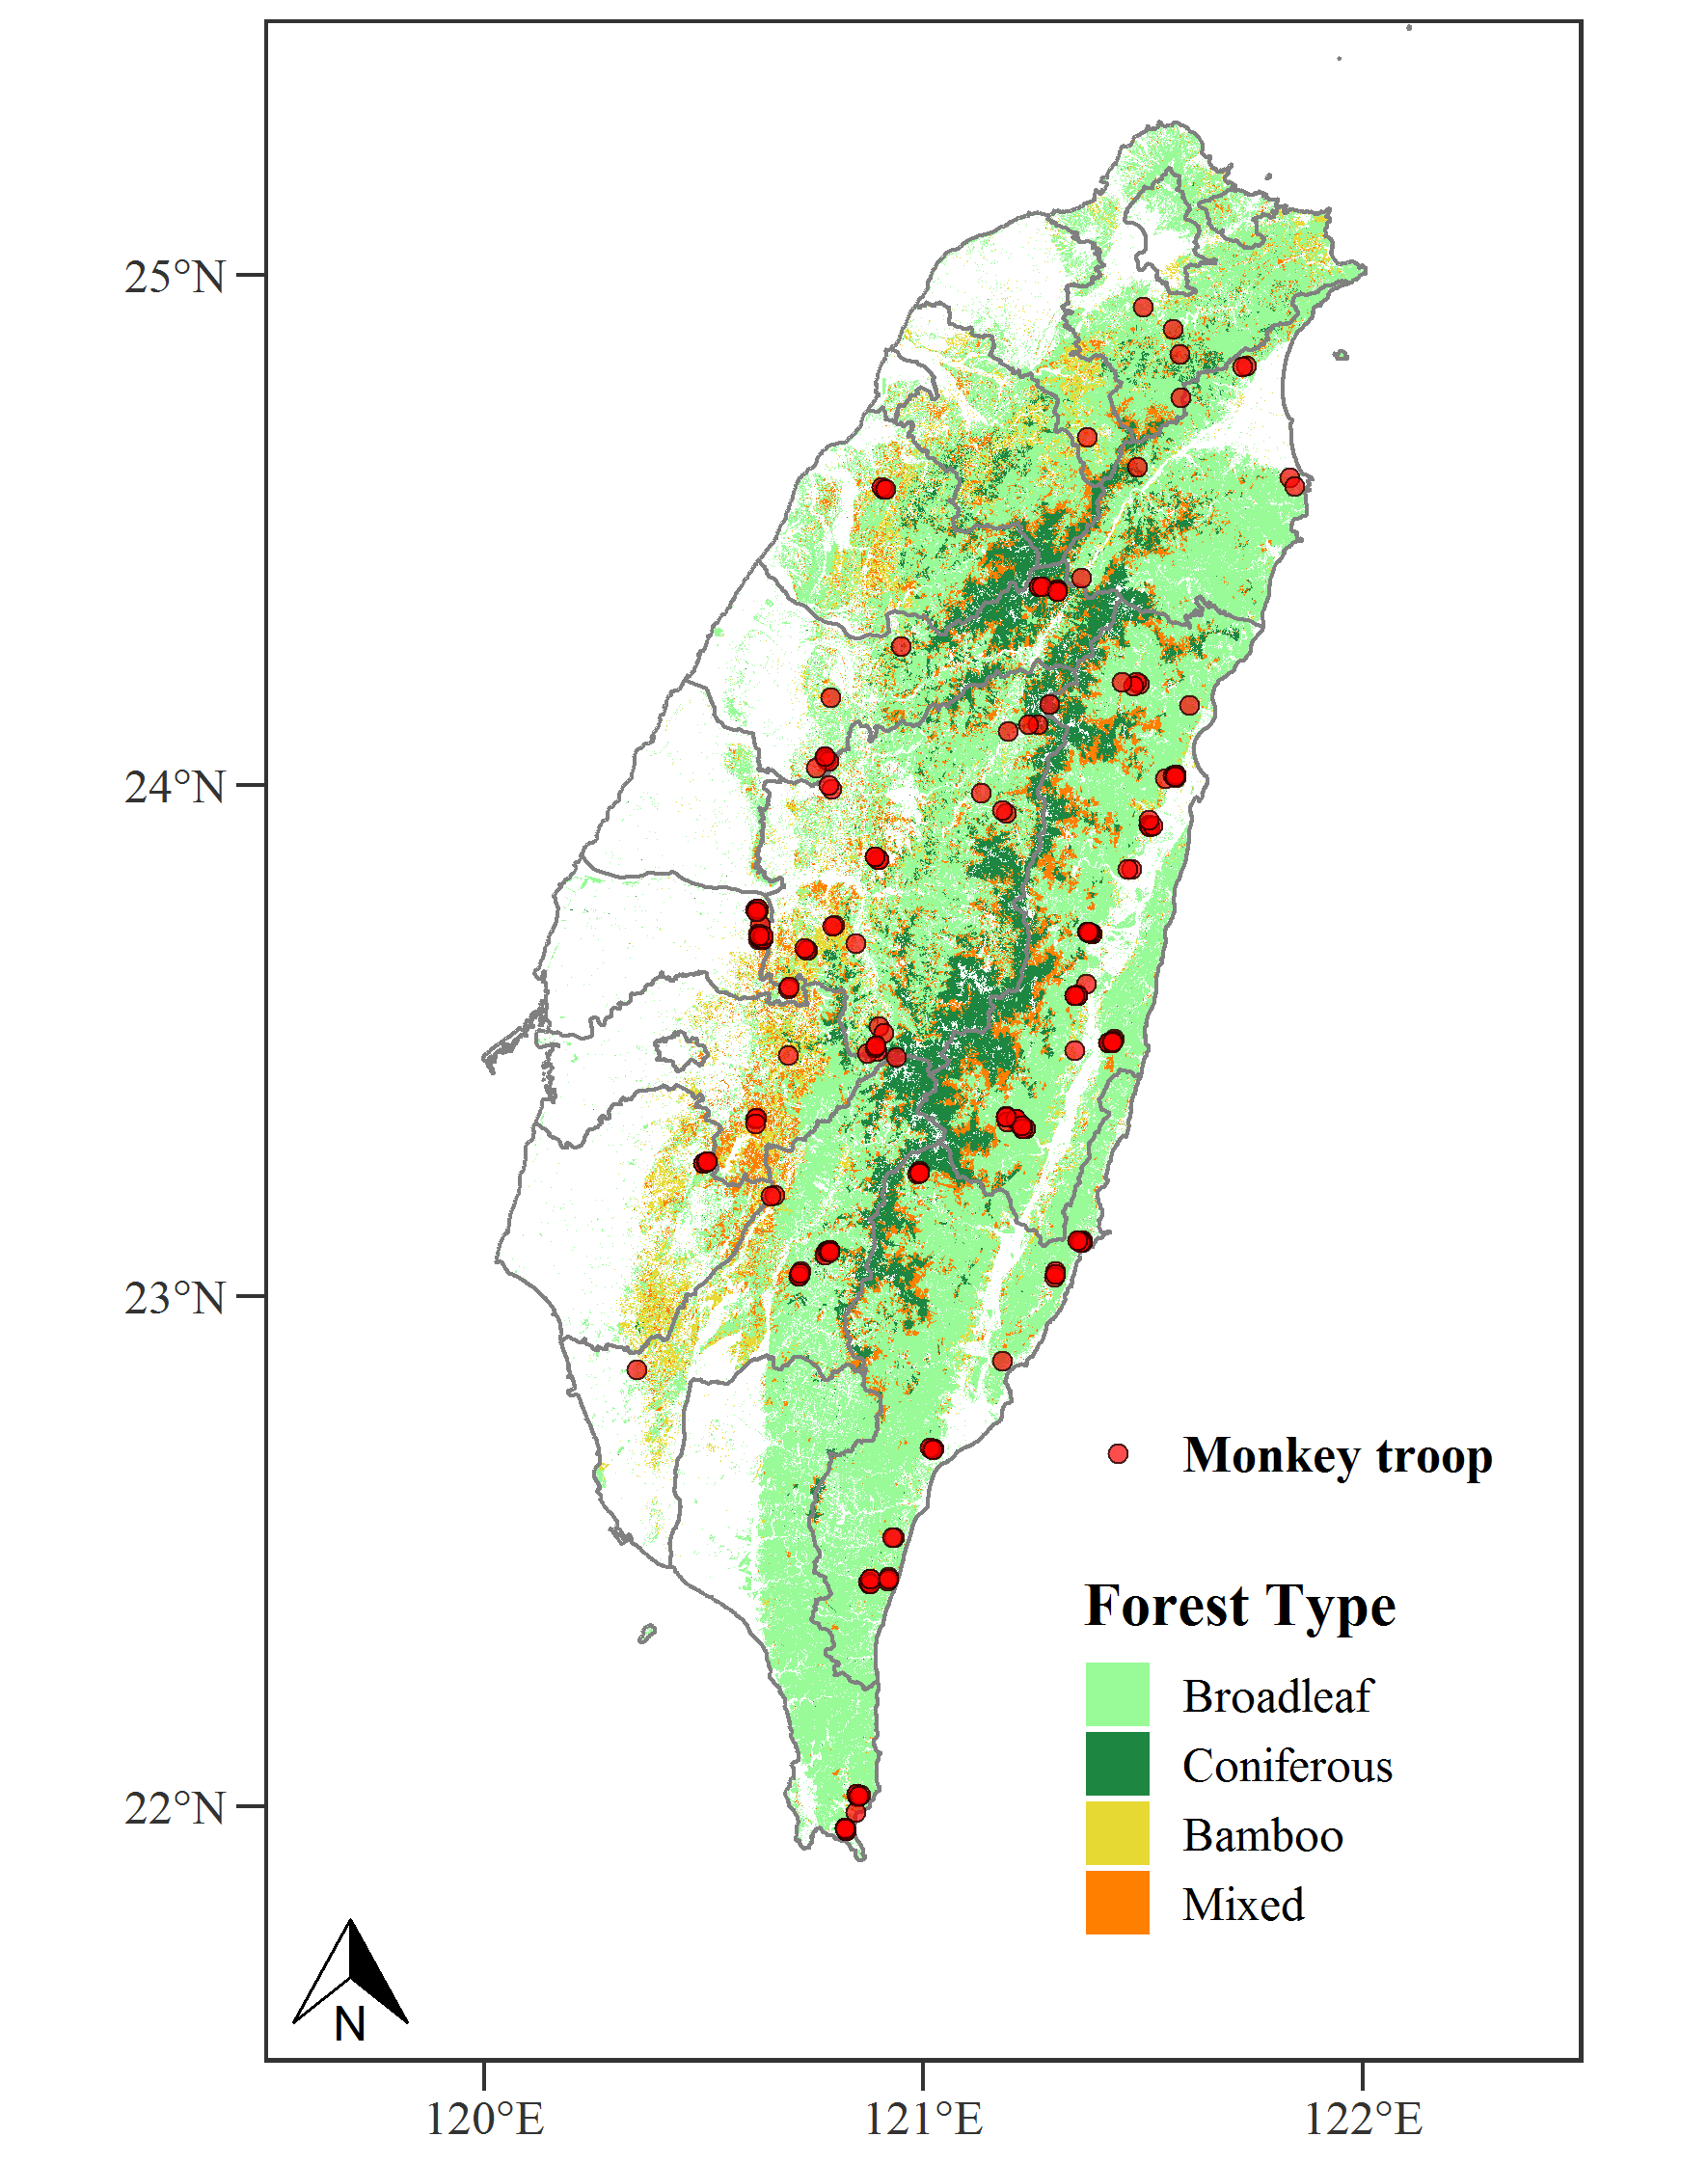 25°N
24°N
23°N
22°N
Monkey troop
Forest Type
Broadleaf
Coniferous
Bamboo
Mixed
N
120°E
121°E
122°E